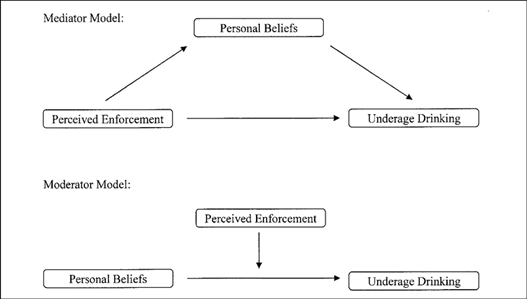 Mediator Model:
Personal Beliefs
Perceived Enforcement
Underage Drinking
Moderator Model:
Perceived Enforcement
Personal Beliefs
Underage Drinking